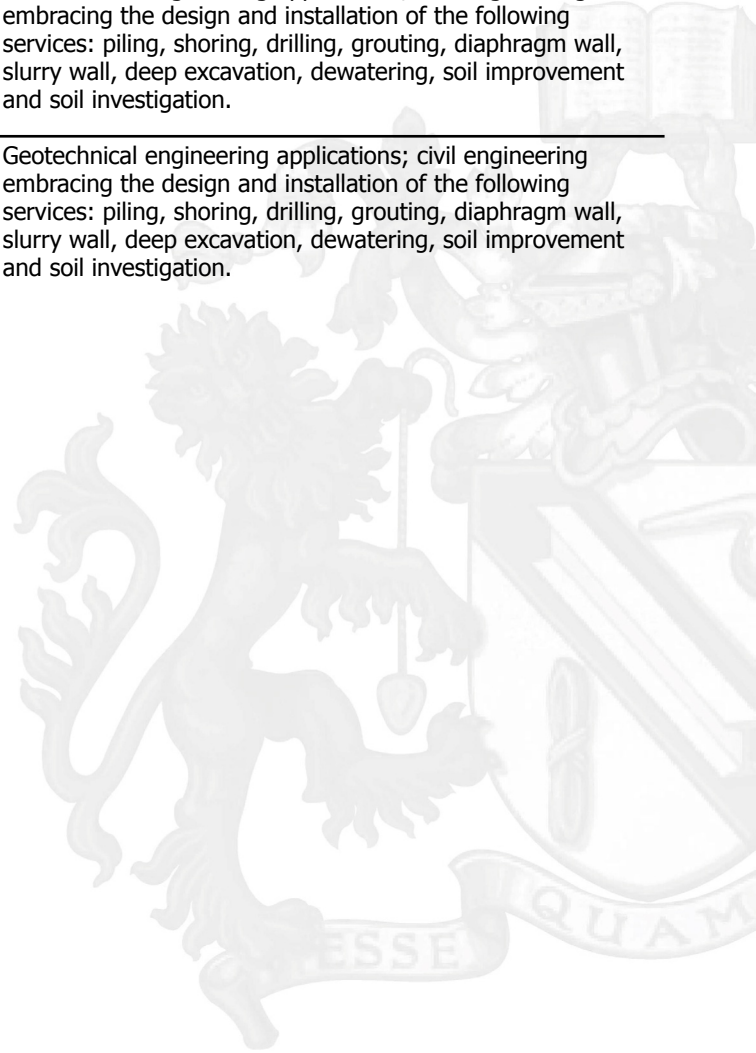 embracing the design and installation of the following
services: piling, shoring, drilling, grouting, diaphragm wall,
slurry wall, deep excavation, dewatering, soil improvement
and soil investigation.
Geotechnical engineering applications; civil engineering
embracing the design and installation of the following
services: piling, shoring, drilling, grouting, diaphragm wall,
slurry wall, deep excavation, dewatering, soil improvement
and soil investigation.
ESSE QUAM